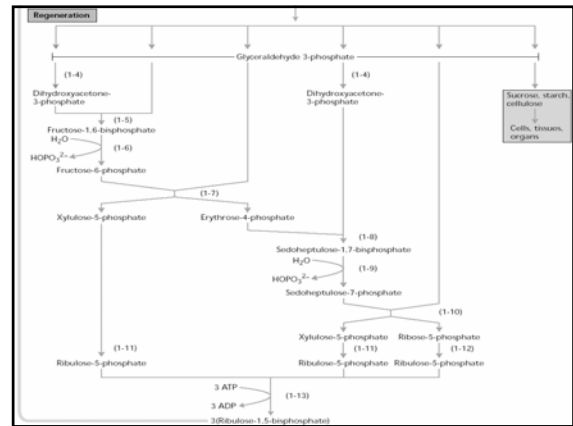 Regeneration
Glyceraldehyde 3-phosphate
(1-4)
(1-4)
Dihydroxyacetone-
3-phosphate
Dihydroxyacetone-
3-phosphate
Sucrose, starch,
cellulose
(1-5)
Fructose-1,6-bisphosphate
Cells, tissues,
organs
H₂O
(1-6)
HOPO₃²⁻
Fructose-6-phosphate
(1-7)
Xylulose-5-phosphate
Erythrose-4-phosphate
(1-8)
Sedoheptulose-1,7-bisphosphate
H₂O
(1-9)
HOPO₃²⁻
Sedoheptulose-7-phosphate
(1-10)
Xylulose-5-phosphate
Ribose-5-phosphate
(1-11)
(1-11)
(1-12)
Ribulose-5-phosphate
Ribulose-5-phosphate
Ribulose-5-phosphate
3 ATP
(1-13)
3 ADP
3(Ribulose-1,5-bisphosphate)